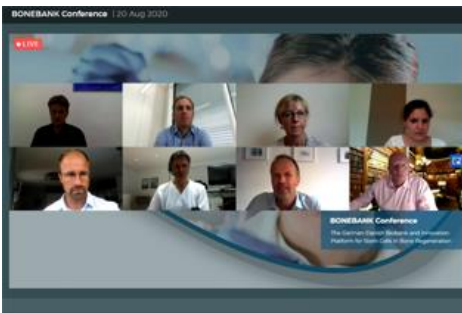 BONEBANK Conference | 20 Aug 2020
LIVE
BONEBANK Conference
The German-Danish Biobank and Innovation
Platform for Stem Cells in Bone Regeneration